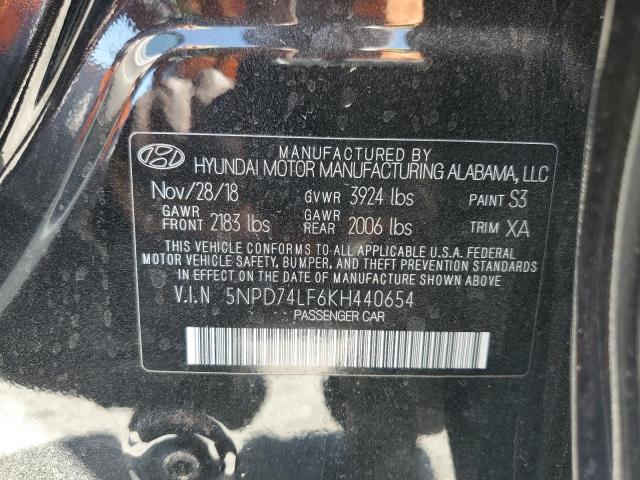 MANUFACTURED BY
HYUNDAI MOTOR MANUFACTURING ALABAMA, LLC
Nov/28/18 GVWR 3924 lbs PAINT S3
GAWR FRONT 2183 lbs GAWR REAR 2006 lbs TRIM XA
THIS VEHICLE CONFORMS TO ALL APPLICABLE U.S.A. FEDERAL
MOTOR VEHICLE SAFETY, BUMPER, AND THEFT PREVENTION STANDARDS
IN EFFECT ON THE DATE OF MANUFACTURE SHOWN ABOVE
V.I.N 5NPD74LF6KH440654
PASSENGER CAR